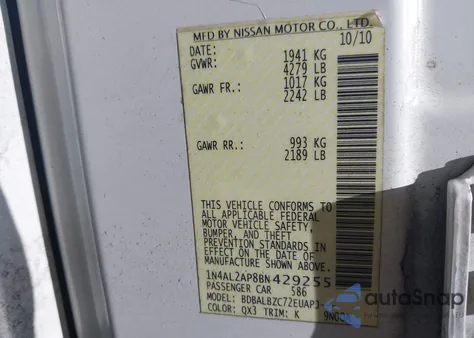 MFD BY NISSAN MOTOR CO., LTD.
DATE: 10/10
GVWR: 1941 KG
4279 LB
GAWR FR.: 1017 KG
2242 LB
GAWR RR.: 993 KG
2189 LB
THIS VEHICLE CONFORMS TO
ALL APPLICABLE FEDERAL
MOTOR VEHICLE SAFETY,
BUMPER, AND THEFT
PREVENTION STANDARDS IN
EFFECT ON THE DATE OF
MANUFACTURE SHOWN ABOVE.
1N4AL2AP8BN429255
PASSENGER CAR 586
MODEL: BDBALBZC72EUAPJ
COLOR: QX3 TRIM: K
autoSnap